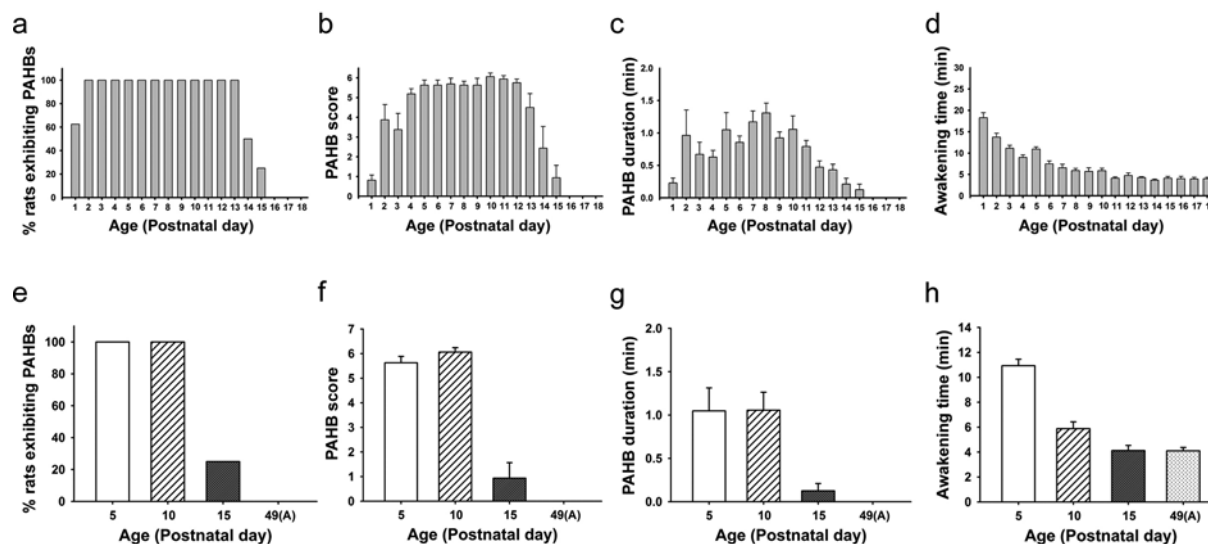 a
% rats exhibiting PAHBs
100
80
60
40
20
0
1 2 3 4 5 6 7 8 9 10 11 12 13 14 15 16 17 18
Age (Postnatal day)
b
PAHB score
6
5
4
3
2
1
0
1 2 3 4 5 6 7 8 9 10 11 12 13 14 15 16 17 18
Age (Postnatal day)
c
PAHB duration (min)
2.0
1.5
1.0
0.5
0.0
1 2 3 4 5 6 7 8 9 10 11 12 13 14 15 16 17 18
Age (Postnatal day)
d
Awakening time (min)
30
25
20
15
10
5
0
1 2 3 4 5 6 7 8 9 10 11 12 13 14 15 16 17 1
Age (Postnatal day)
e
% rats exhibiting PAHBs
100
80
60
40
20
0
5 10 15 49(A)
Age (Postnatal day)
f
PAHB score
7
6
5
4
3
2
1
0
5 10 15 49(A)
Age (Postnatal day)
g
PAHB duration (min)
2.0
1.5
1.0
0.5
0.0
5 10 15 49(A)
Age (Postnatal day)
h
Awakening time (min)
14
12
10
8
6
4
2
0
5 10 15 49(A)
Age (Postnatal day)